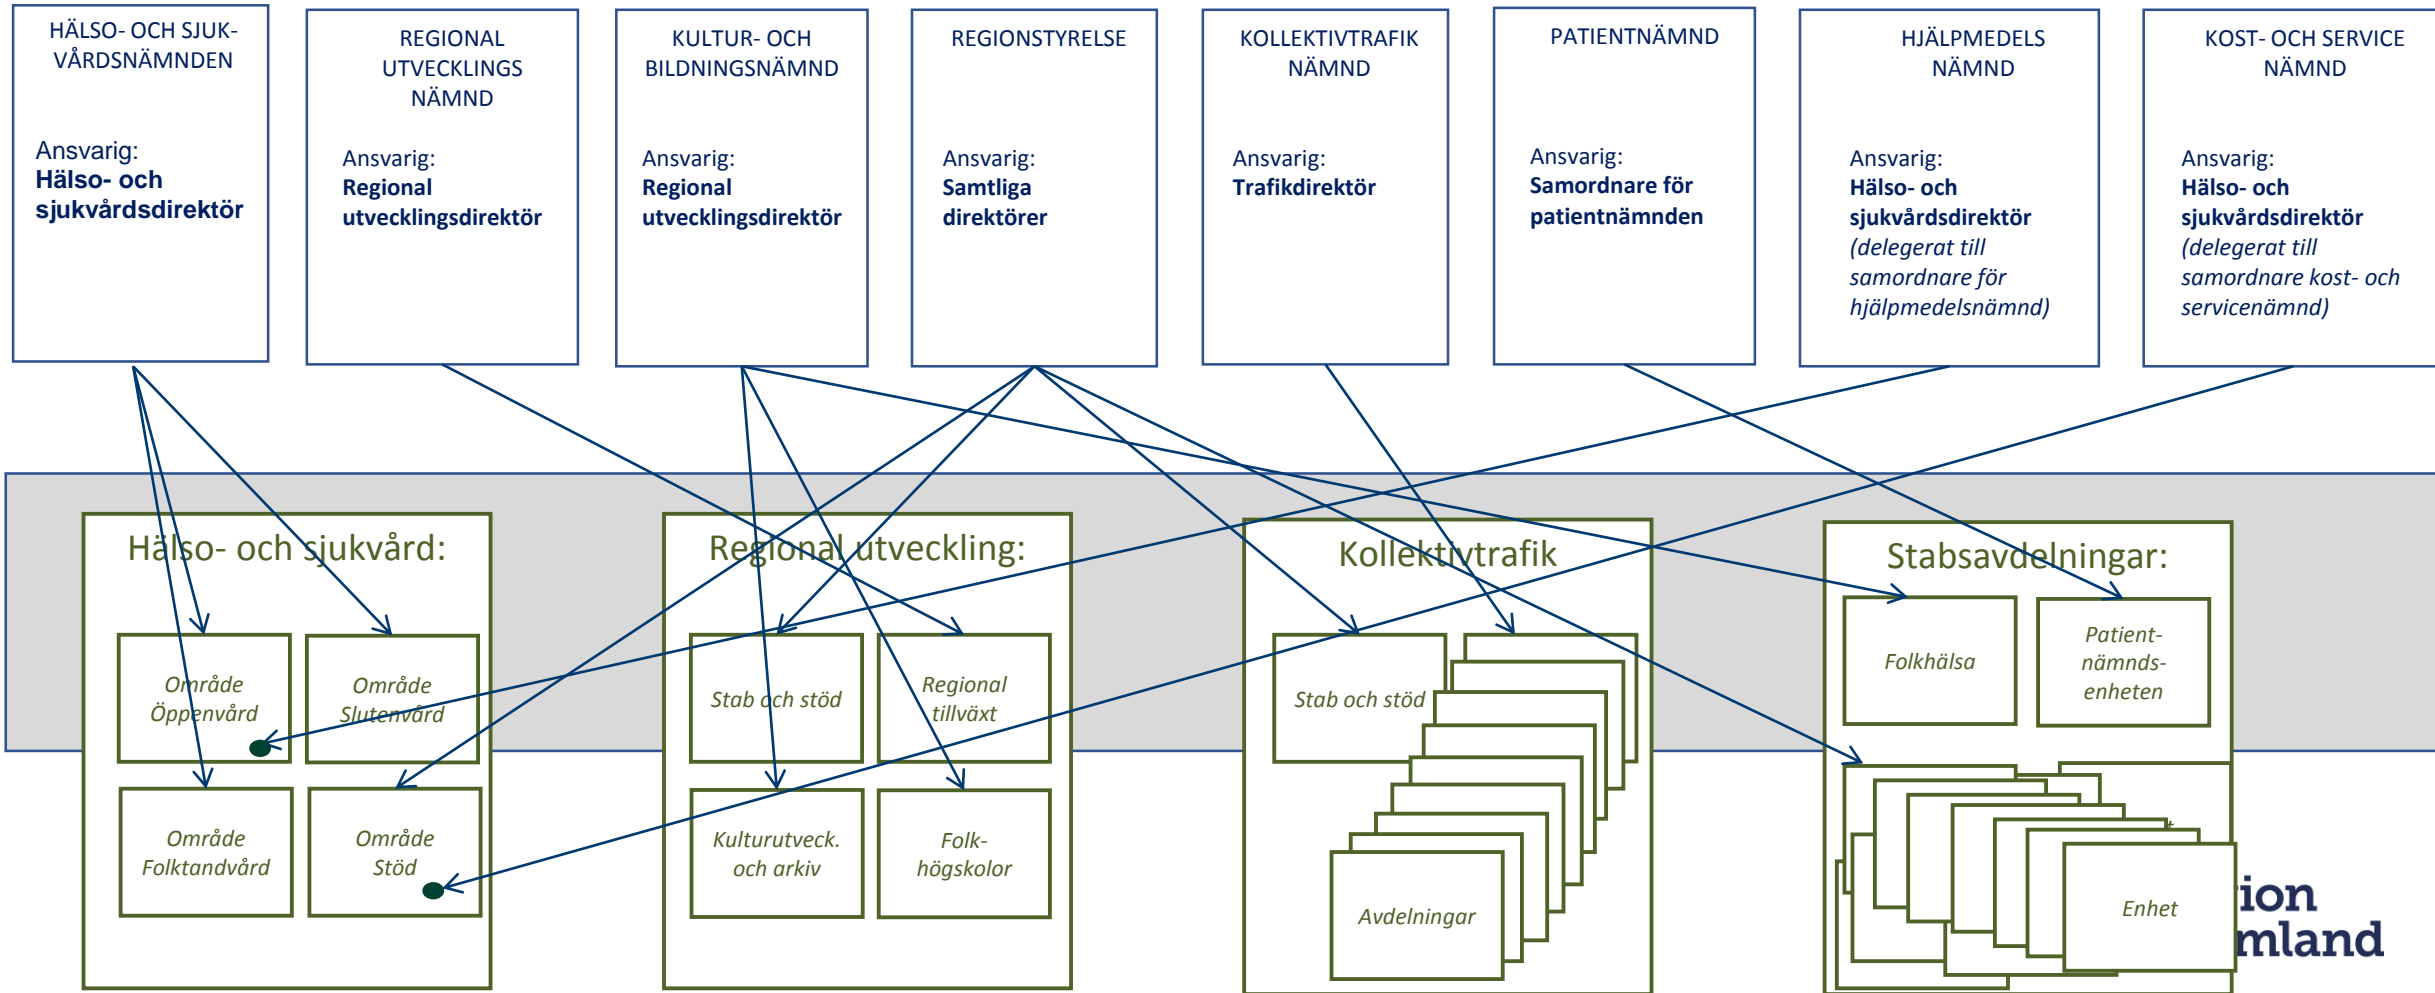 HÄLSO- OCH SJUK-
VÅRDSNÄMNDEN
Ansvarig:
Hälso- och
sjukvårdsdirektör
REGIONAL
UTVECKLINGS
NÄMND
Ansvarig:
Regional
utvecklingsdirektör
KULTUR- OCH
BILDNINGSNÄMND
Ansvarig:
Regional
utvecklingsdirektör
REGIONSTYRELSE
Ansvarig:
Samtliga
direktörer
KOLLEKTIVTRAFIK
NÄMND
Ansvarig:
Trafikdirektör
PATIENTNÄMND
Ansvarig:
Samordnare för
patientnämnden
HJÄLPMEDELS
NÄMND
Ansvarig:
Hälso- och
sjukvårdsdirektör
(delegerat till
samordnare för
hjälpmedelsnämnd)
KOST- OCH SERVICE
NÄMND
Ansvarig:
Hälso- och
sjukvårdsdirektör
(delegerat till
samordnare kost- och
servicenämnd)
Hälso- och sjukvård:
Område
Öppenvård
Område
Slutenvård
Område
Folktandvård
Område
Stöd
Regional utveckling:
Stab och stöd
Regional
tillväxt
Kulturutveck.
och arkiv
Folk-
högskolor
Kollektivtrafik
Stab och stöd
Avdelningar
Stabsavdelningar:
Folkhälsa
Patient-
nämnds-
enheten
Enhet
ion
mland